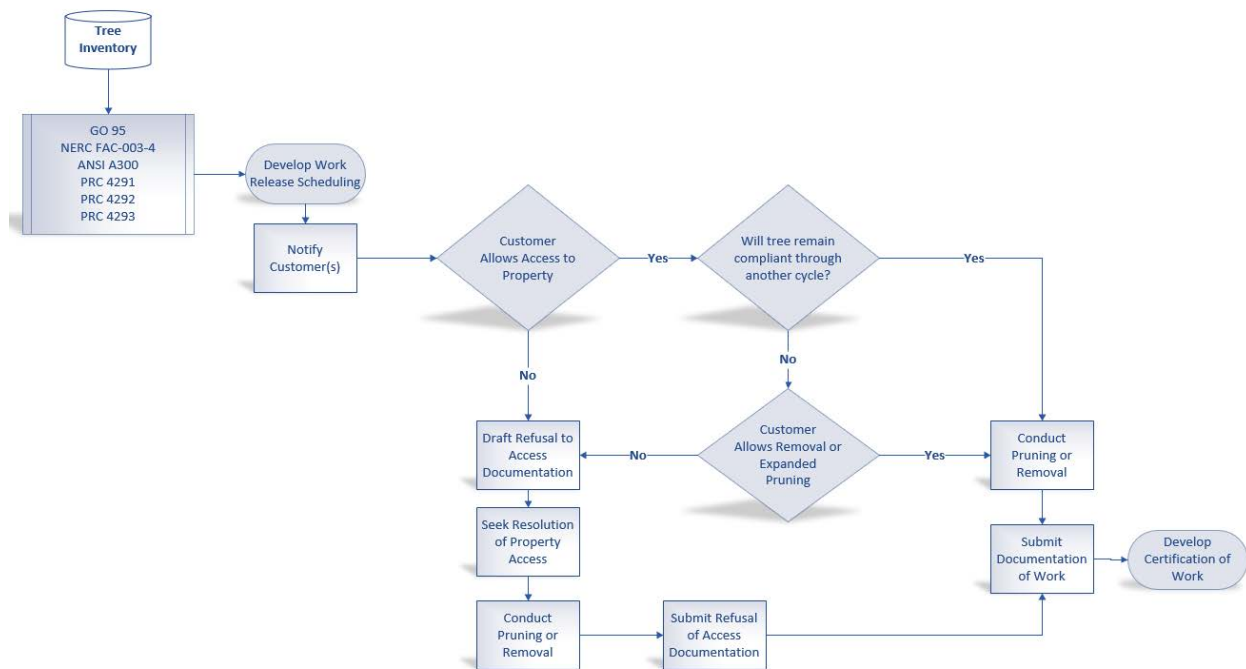 Tree
Inventory
GO 95
NERC FAC-003-4
ANSI A300
PRC 4291
PRC 4292
PRC 4293
Develop Work
Release Scheduling
Notify
Customer(s)
Customer
Allows Access to
Property
Yes
Will tree remain
compliant through
another cycle?
Yes
No
No
Draft Refusal to
Access
Documentation
No
Customer
Allows Removal or
Expanded
Pruning
Yes
Conduct
Pruning or
Removal
Seek Resolution
of Property
Access
Submit
Documentation
of Work
Develop
Certification of
Work
Conduct
Pruning or
Removal
Submit Refusal
of Access
Documentation